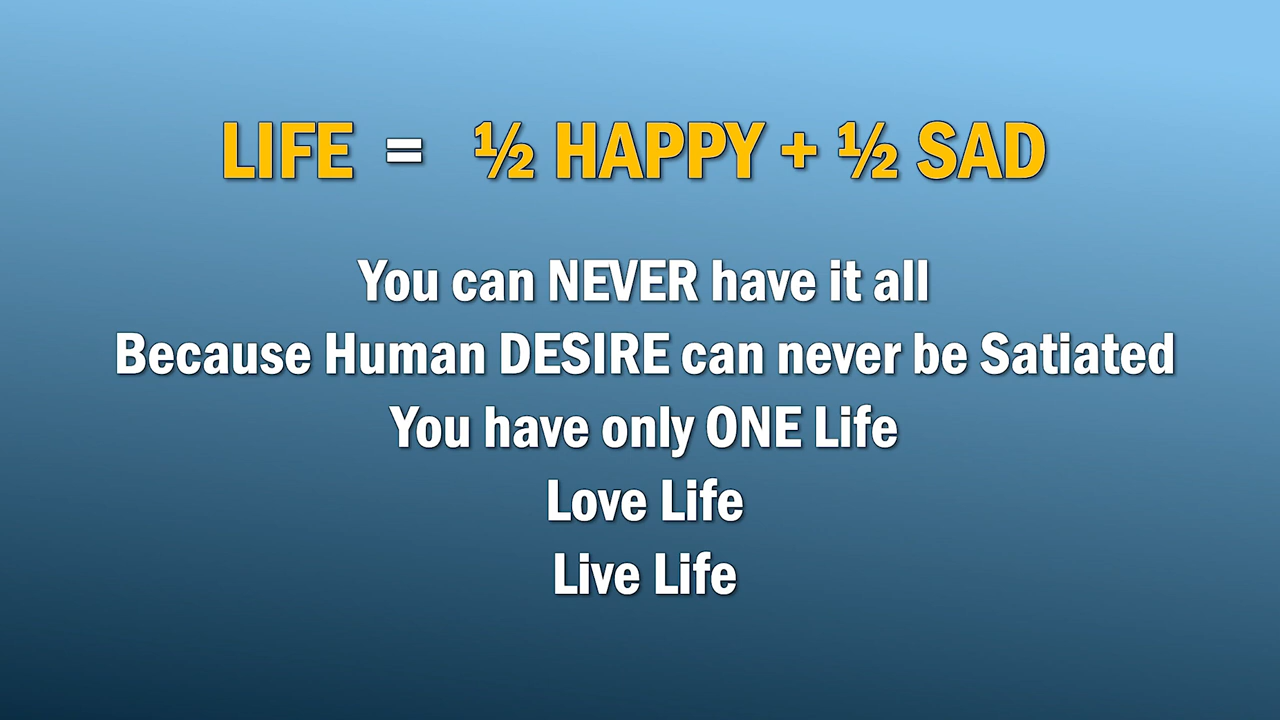 LIFE = ½ HAPPY + ½ SAD
You can NEVER have it all
Because Human DESIRE can never be Satiated
You have only ONE Life
Love Life
Live Life